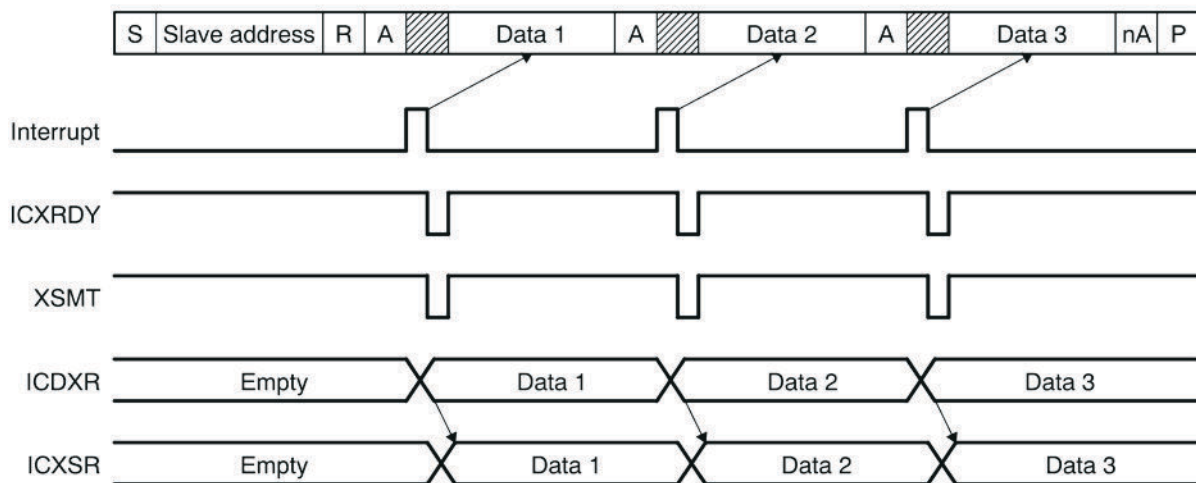 S Slave address R A Data 1 A Data 2 A Data 3 nA P
Interrupt
ICXRDY
XSMT
ICDXR Empty Data 1 Data 2 Data 3
ICXSR Empty Data 1 Data 2 Data 3